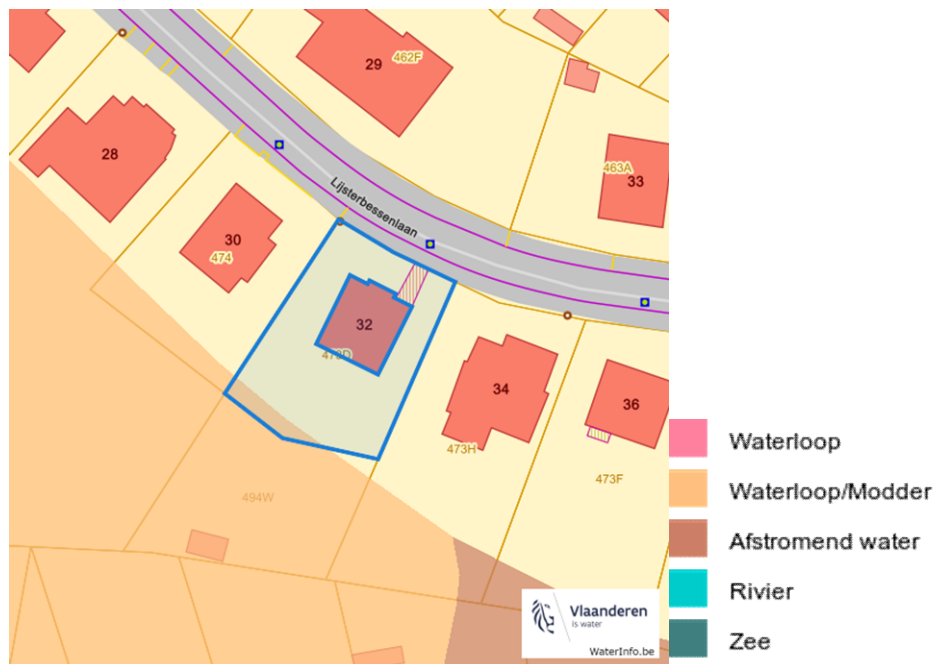 29
462F
28
463A
33
Lijsterbessenlaan
30
474
32
34
36
473H
473F
494W
Vlaanderen
is water
WaterInfo.be
Waterloop
Waterloop/Modder
Afstromend water
Rivier
Zee